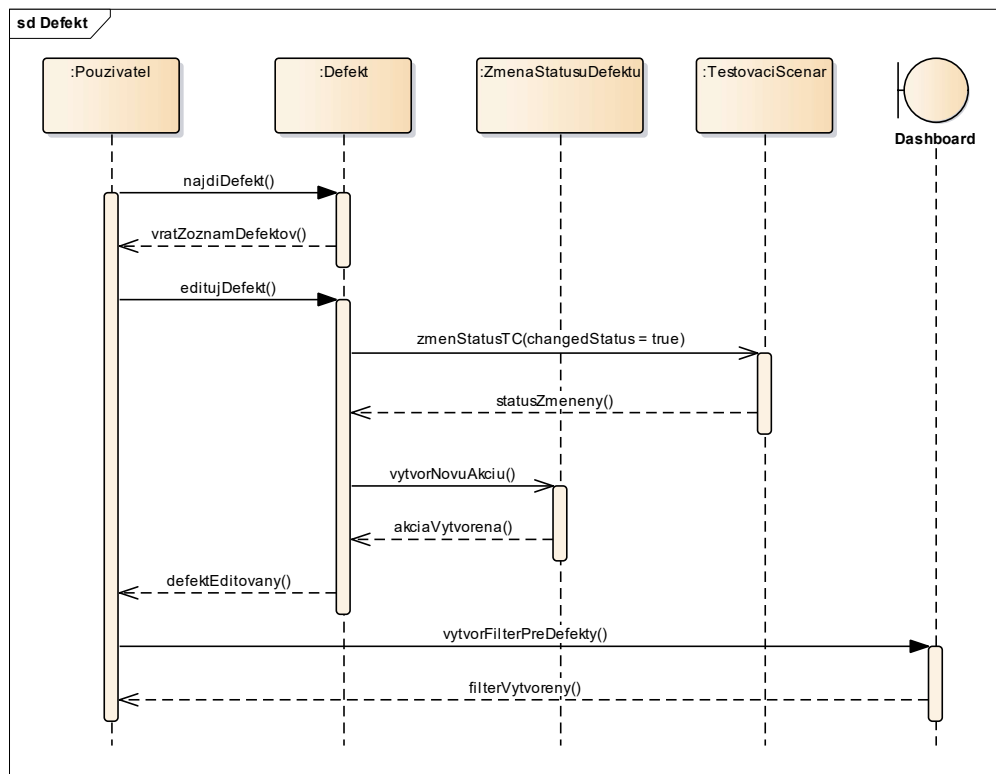 sd Defekt
:Pouzivatel
:Defekt
:ZmenaStatusuDefektu
:TestovaciScenar
Dashboard
najdiDefekt()
vratZoznamDefektov()
editujDefekt()
zmenStatusTC(changedStatus = true)
statusZmeneny()
vytvorNovuAkciu()
akciaVytvorena()
defektEditovany()
vytvorFilterPreDefekty()
filterVytvoreny()